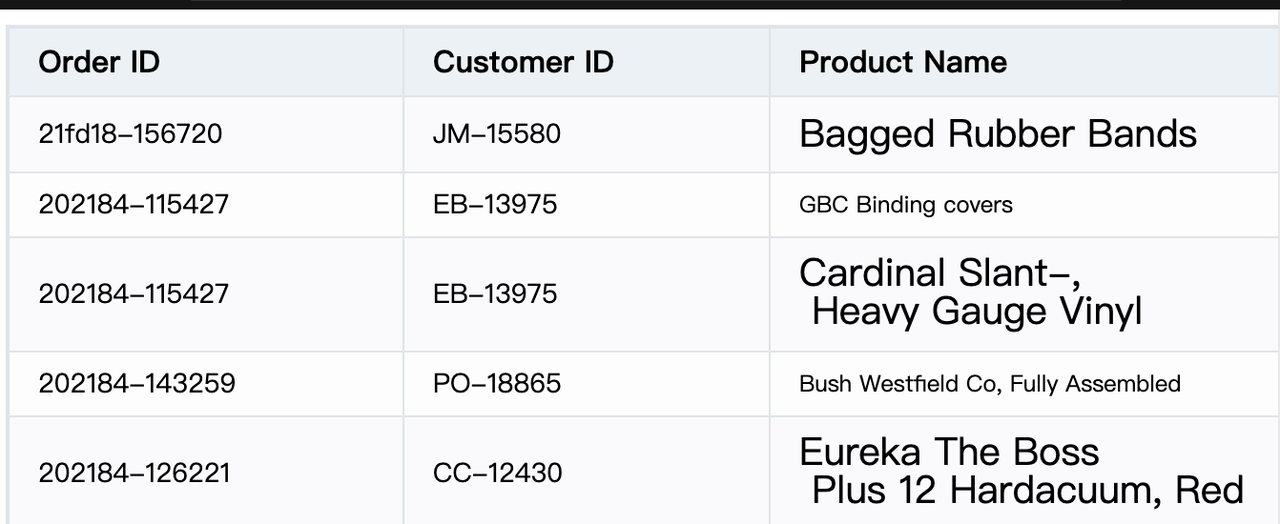 Order ID Customer ID Product Name
21fd18-156720 JM-15580 Bagged Rubber Bands
202184-115427 EB-13975 GBC Binding covers
202184-115427 EB-13975 Cardinal Slant-,
Heavy Gauge Vinyl
202184-143259 PO-18865 Bush Westfield Co, Fully Assembled
202184-126221 CC-12430 Eureka The Boss
Plus 12 Hardacuum, Red